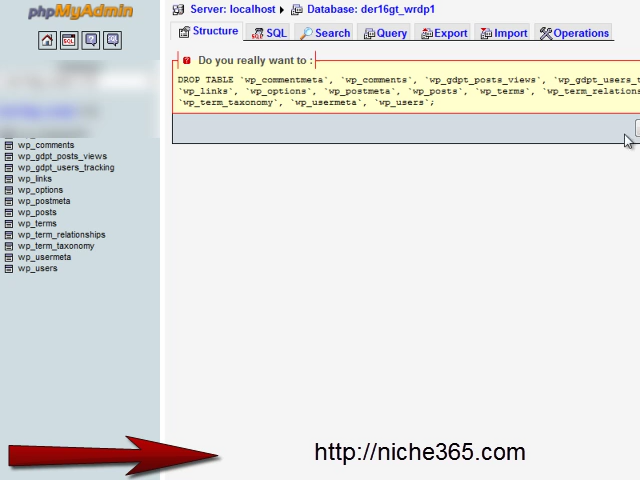 phpMyAdmin
Server: localhost Database: der16gt_wrdp1
Structure SQL Search Query Export Import Operations
SQL
Do you really want to :
DROP TABLE `wp_commentmeta`, `wp_comments`, `wp_gdpt_posts_views`, `wp_gdpt_users_t
`wp_links`, `wp_options`, `wp_postmeta`, `wp_posts`, `wp_terms`, `wp_term_relations
`wp_term_taxonomy`, `wp_usermeta`, `wp_users`;
wp_comments
wp_gdpt_posts_views
wp_gdpt_users_tracking
wp_links
wp_options
wp_postmeta
wp_posts
wp_terms
wp_term_relationships
wp_term_taxonomy
wp_usermeta
wp_users
http://niche365.com